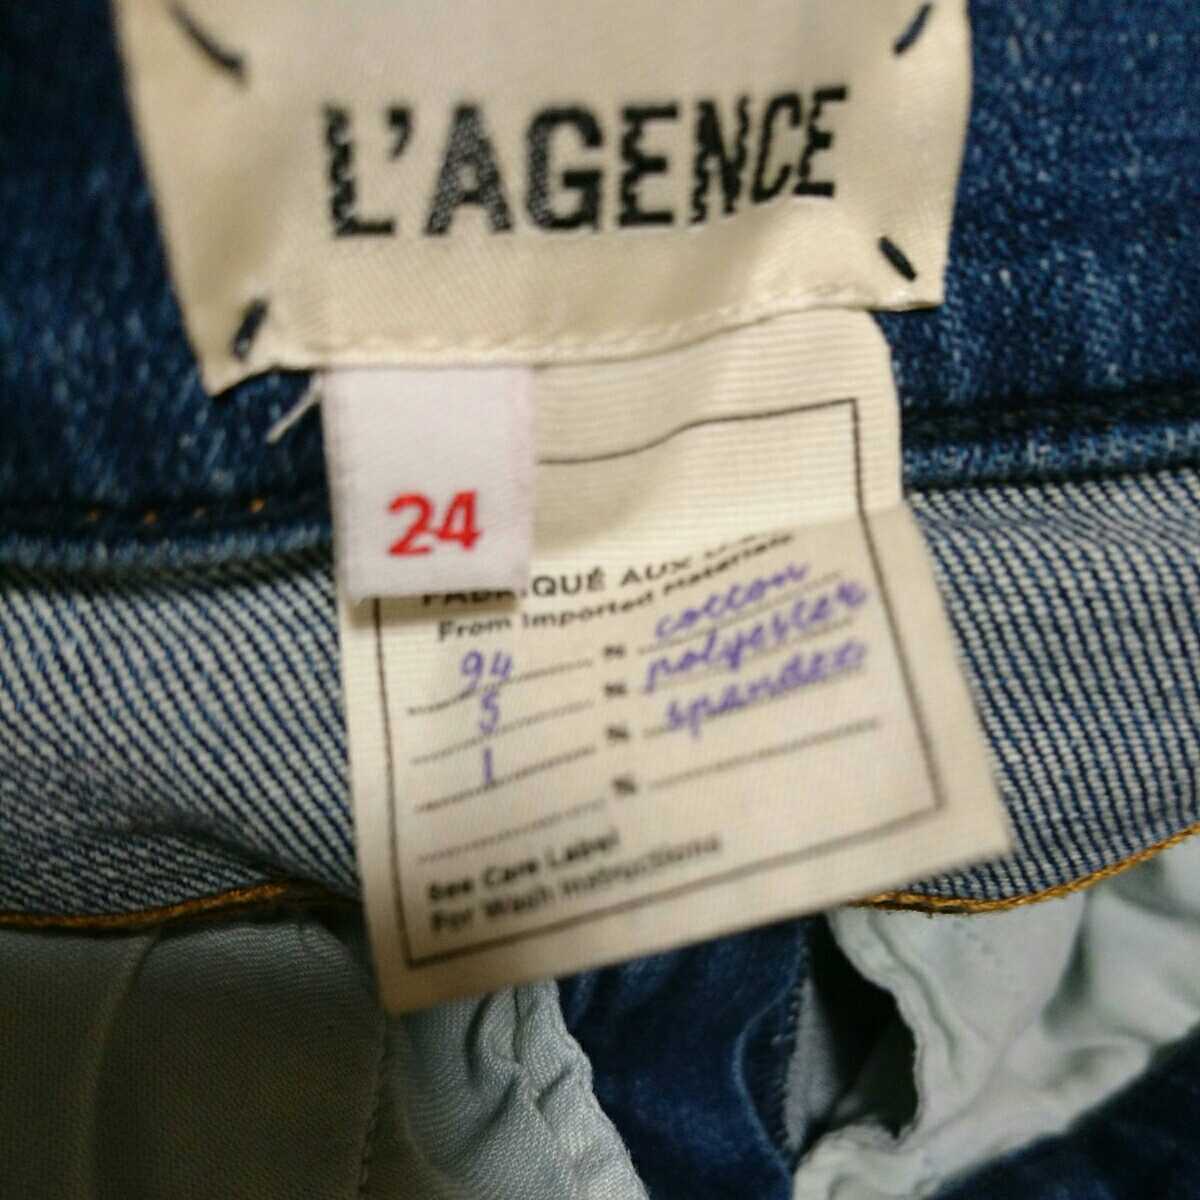 L'AGENCE
24
FABRIQUÉ AUX
From Imported Materials
94 % cotton
5 % polyester
1 % spandex
%
See Care Label
For Wash Instructions